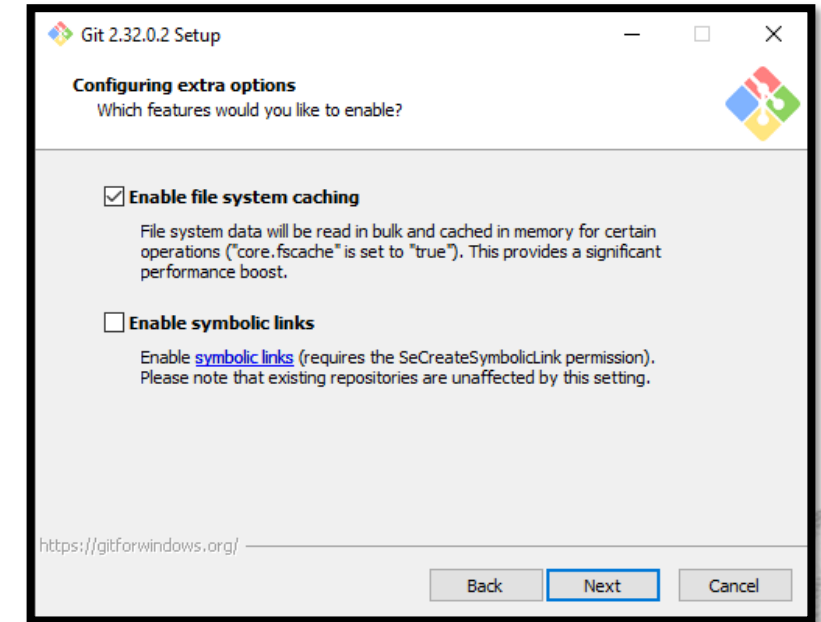 Git 2.32.0.2 Setup
Configuring extra options
Which features would you like to enable?
Enable file system caching
File system data will be read in bulk and cached in memory for certain
operations ("core.fscache" is set to "true"). This provides a significant
performance boost.
Enable symbolic links
Enable symbolic links (requires the SeCreateSymbolicLink permission).
Please note that existing repositories are unaffected by this setting.
https://gitforwindows.org/
Back
Next
Cancel